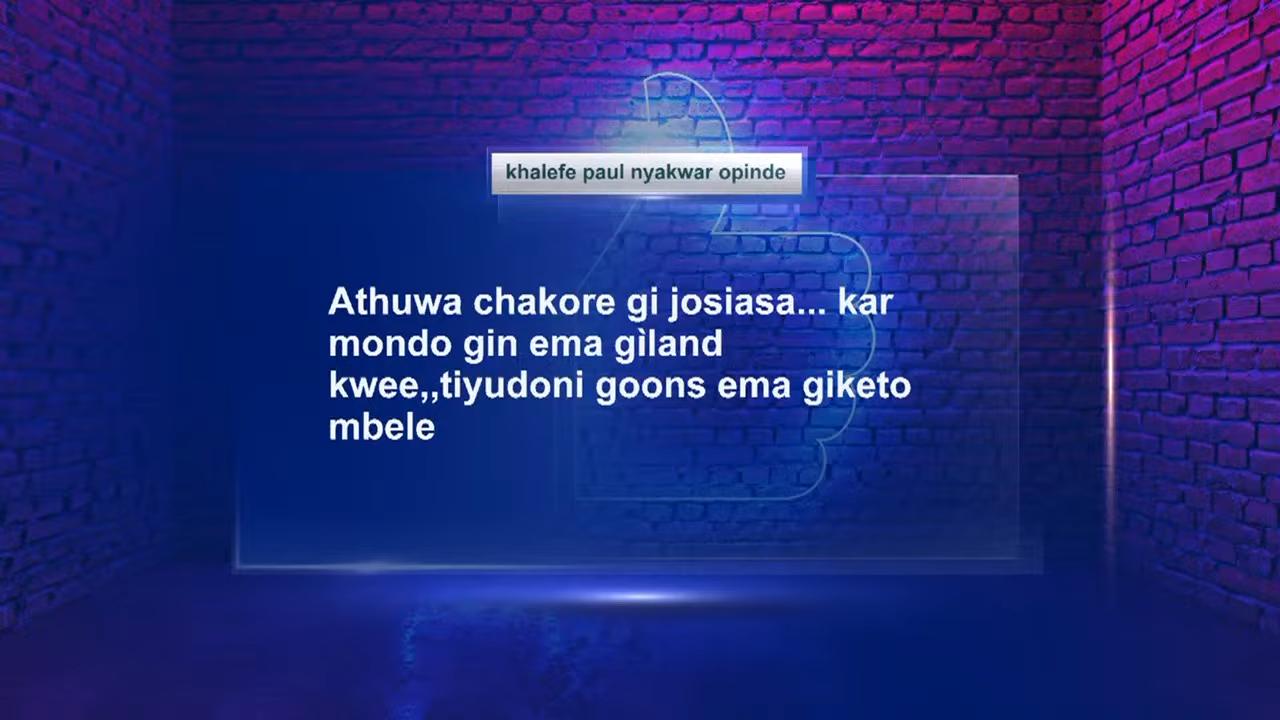 khalefe paul nyakwar opinde
Athuwa chakore gi josiasa... kar
mondo gin ema gìland
kwee,,tiyudoni goons ema giketo
mbele